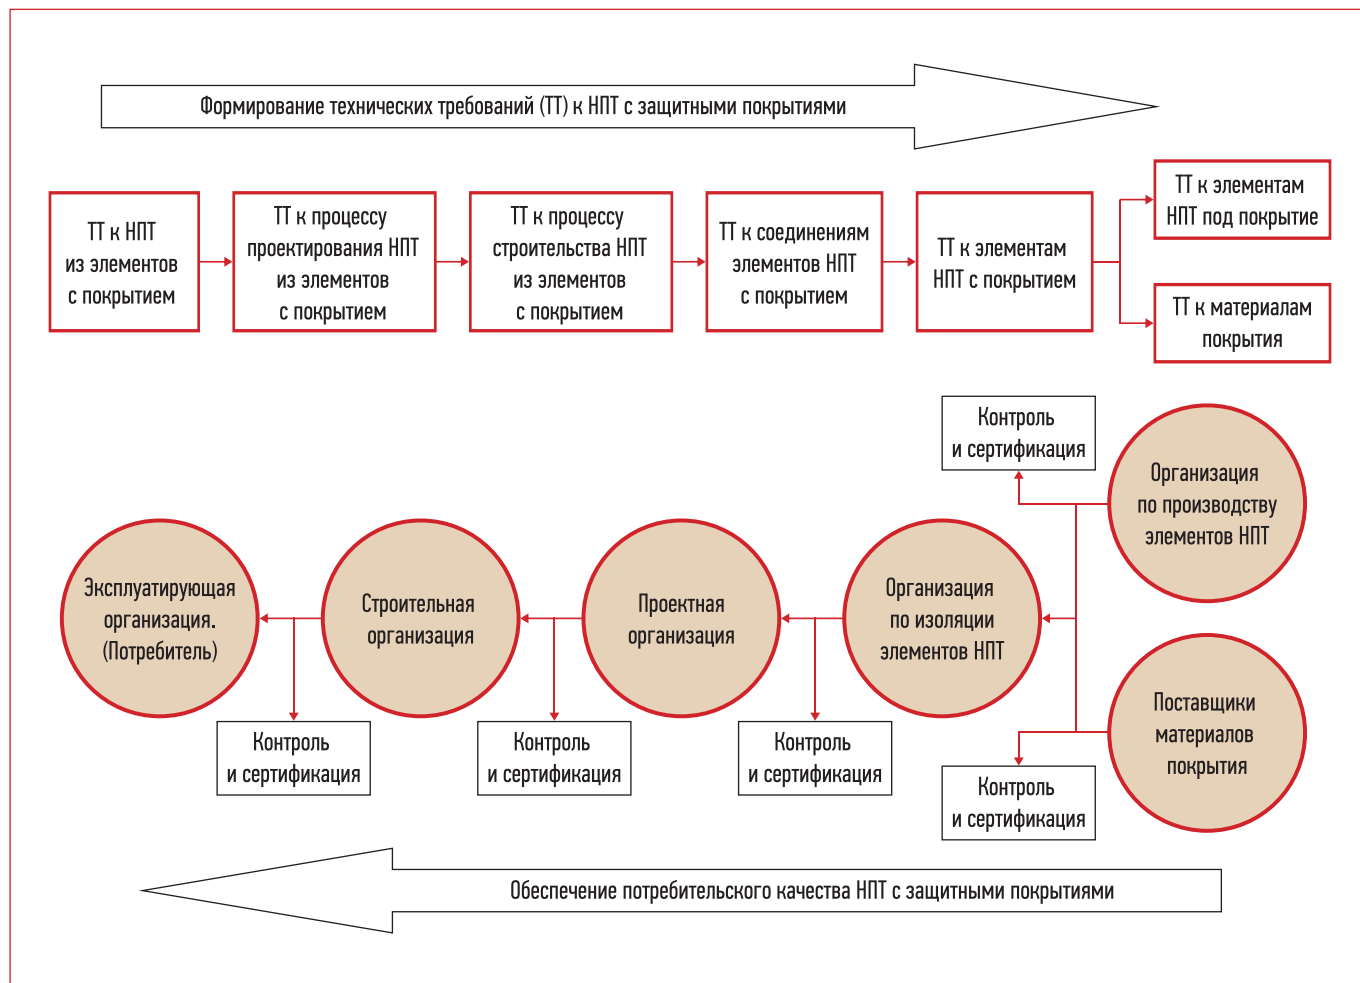 Формирование технических требований (ТТ) к НПТ с защитными покрытиями
ТТ к НПТ
из элементов
с покрытием
ТТ к процессу
проектирования НПТ
из элементов
с покрытием
ТТ к процессу
строительства НПТ
из элементов
с покрытием
ТТ к соединениям
элементов НПТ
с покрытием
ТТ к элементам
НПТ с покрытием
ТТ к элементам
НПТ под покрытие
ТТ к материалам
покрытия
Контроль
и сертификация
Организация
по производству
элементов НПТ
Эксплуатирующая
организация.
(Потребитель)
Строительная
организация
Проектная
организация
Организация
по изоляции
элементов НПТ
Поставщики
материалов
покрытия
Контроль
и сертификация
Контроль
и сертификация
Контроль
и сертификация
Контроль
и сертификация
Обеспечение потребительского качества НПТ с защитными покрытиями